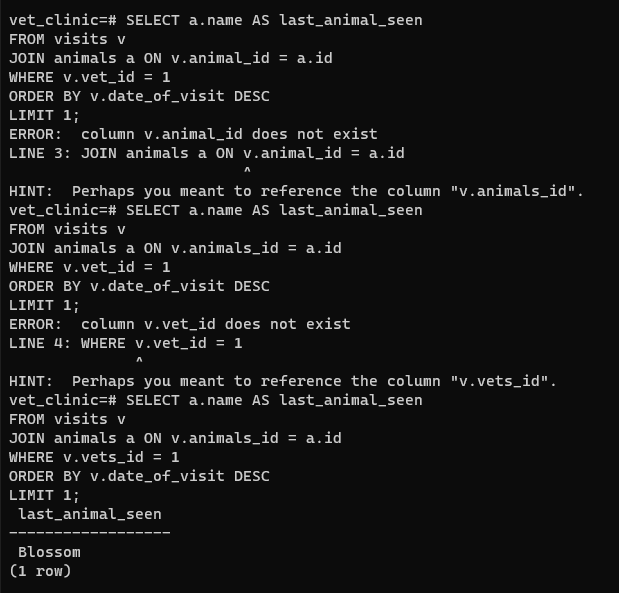 vet_clinic=# SELECT a.name AS last_animal_seen
FROM visits v
JOIN animals a ON v.animal_id = a.id
WHERE v.vet_id = 1
ORDER BY v.date_of_visit DESC
LIMIT 1;
ERROR:  column v.animal_id does not exist
LINE 3: JOIN animals a ON v.animal_id = a.id
                          ^
HINT:  Perhaps you meant to reference the column "v.animals_id".
vet_clinic=# SELECT a.name AS last_animal_seen
FROM visits v
JOIN animals a ON v.animals_id = a.id
WHERE v.vet_id = 1
ORDER BY v.date_of_visit DESC
LIMIT 1;
ERROR:  column v.vet_id does not exist
LINE 4: WHERE v.vet_id = 1
              ^
HINT:  Perhaps you meant to reference the column "v.vets_id".
vet_clinic=# SELECT a.name AS last_animal_seen
FROM visits v
JOIN animals a ON v.animals_id = a.id
WHERE v.vets_id = 1
ORDER BY v.date_of_visit DESC
LIMIT 1;
 last_animal_seen
------------------
 Blossom
(1 row)